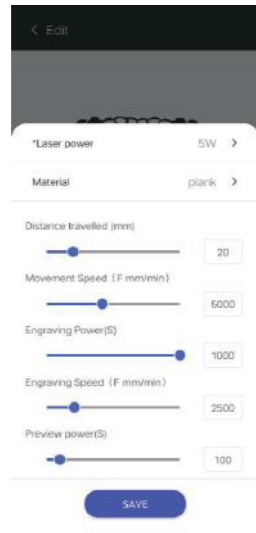 < Edit
*Laser power 5W >
Material plank >
Distance travelled (mm)
20
Movement Speed (F mm/min)
5000
Engraving Power(S)
1000
Engraving Speed (F mm/min)
2500
Preview power(S)
100
SAVE